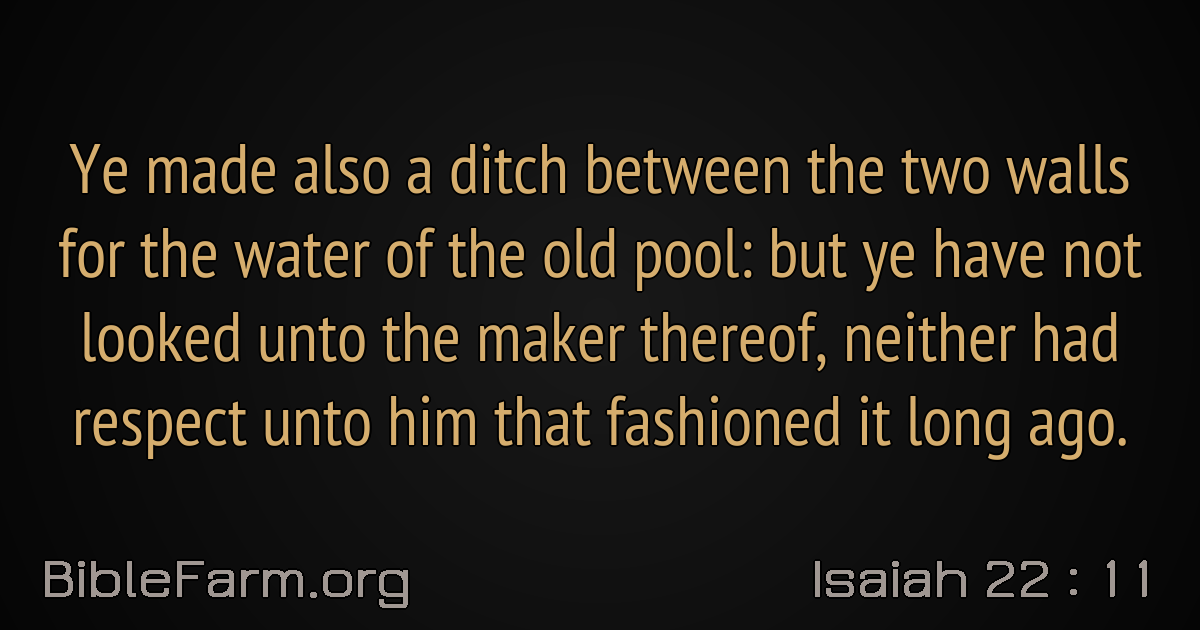 Ye made also a ditch between the two walls
for the water of the old pool: but ye have not
looked unto the maker thereof, neither had
respect unto him that fashioned it long ago.
BibleFarm.org
Isaiah 22 : 11